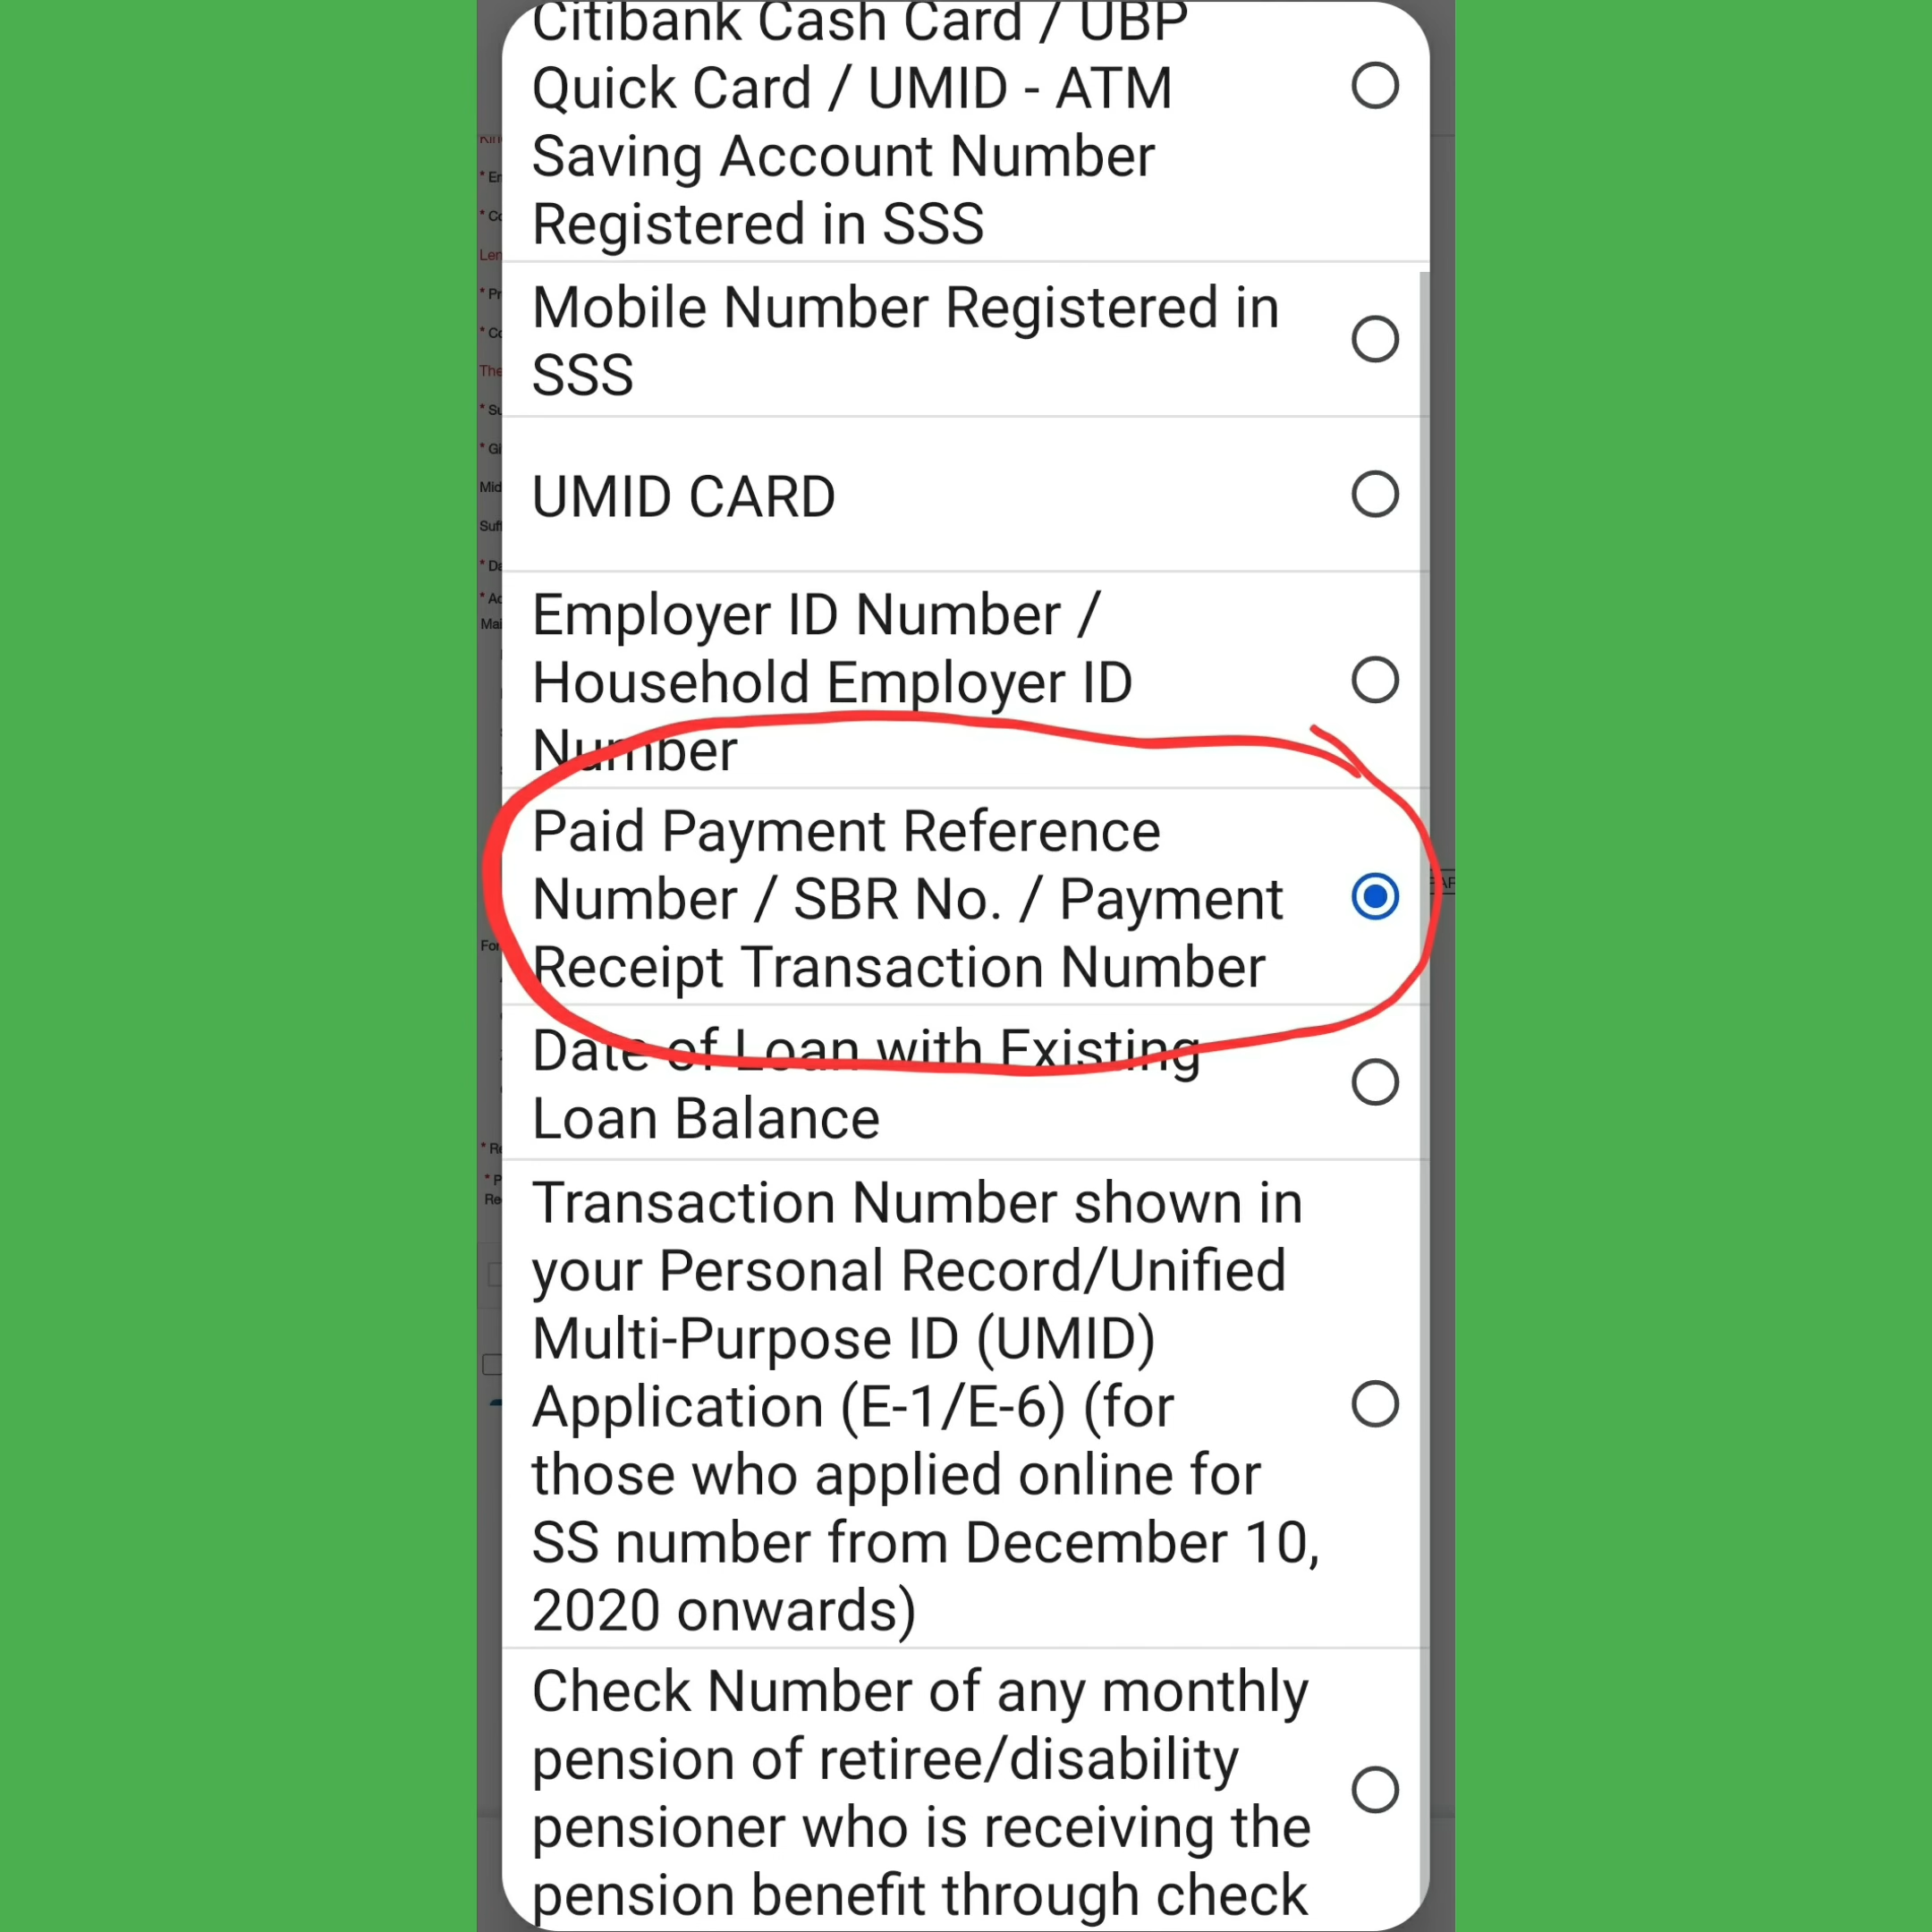 Citibank Cash Card / UBP
Quick Card / UMID - ATM
Saving Account Number
Registered in SSS
Mobile Number Registered in
SSS
UMID CARD
Employer ID Number /
Household Employer ID
Number
Paid Payment Reference
Number / SBR No. / Payment
Receipt Transaction Number
Date of Loan with Existing
Loan Balance
Transaction Number shown in
your Personal Record/Unified
Multi-Purpose ID (UMID)
Application (E-1/E-6) (for
those who applied online for
SS number from December 10,
2020 onwards)
Check Number of any monthly
pension of retiree/disability
pensioner who is receiving the
pension benefit through check